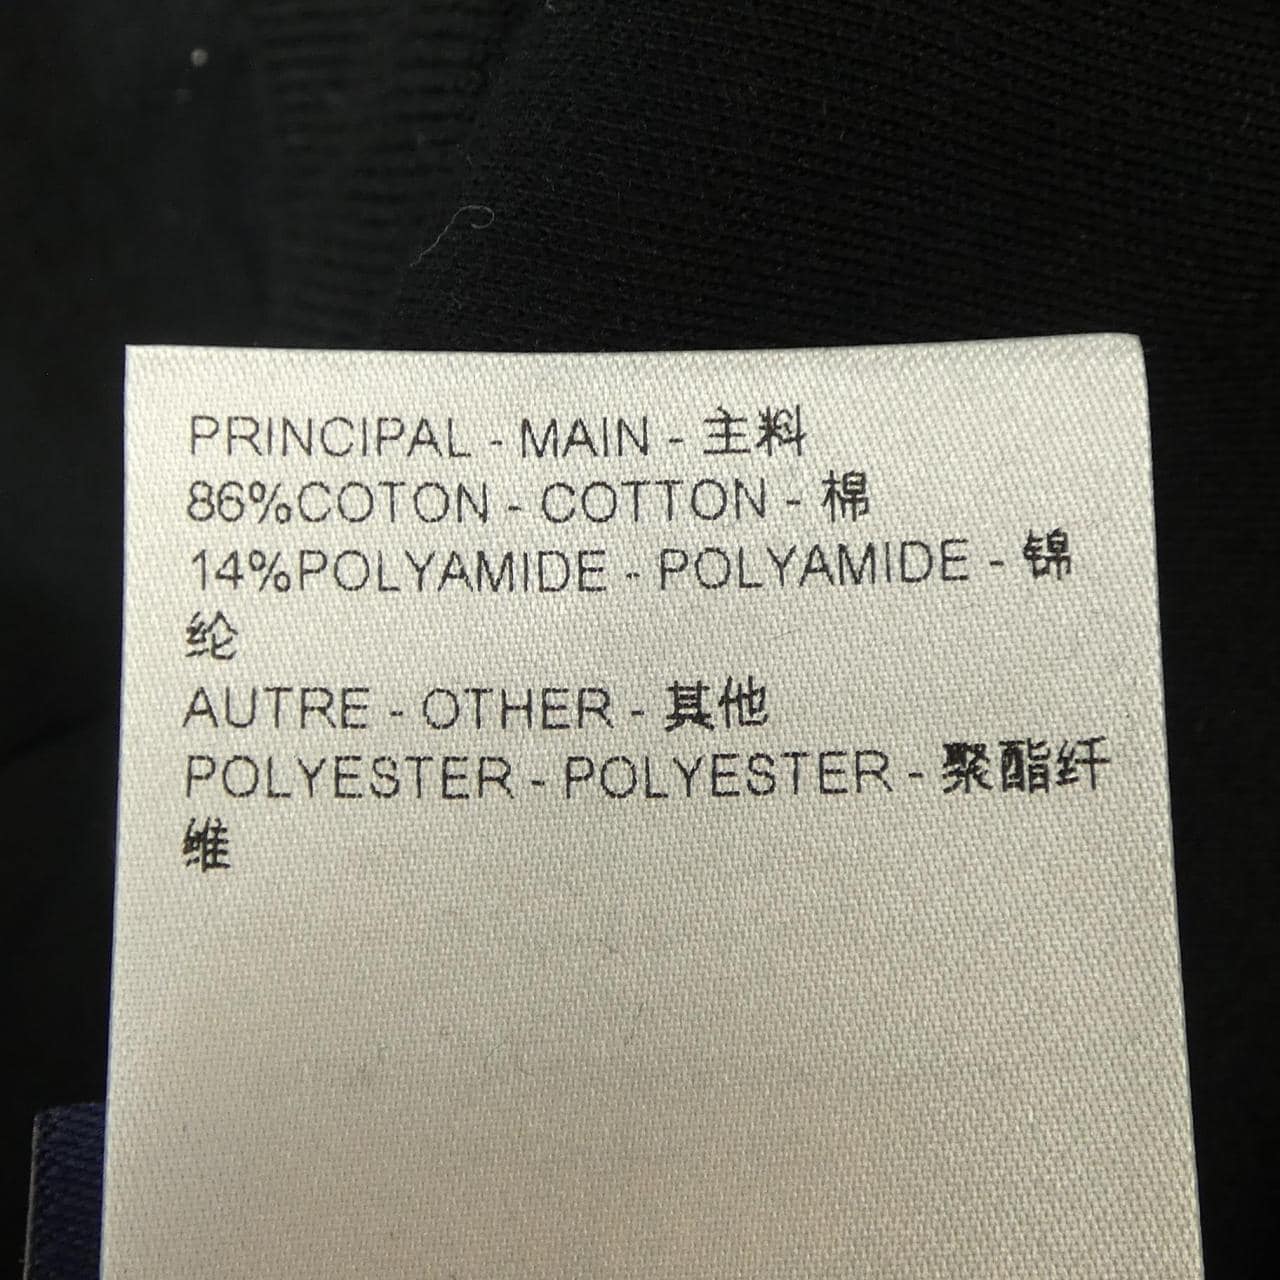 PRINCIPAL - MAIN - 主料
86%COTON - COTTON - 棉
14%POLYAMIDE - POLYAMIDE - 锦
纶
AUTRE - OTHER - 其他
POLYESTER - POLYESTER - 聚酯纤
维